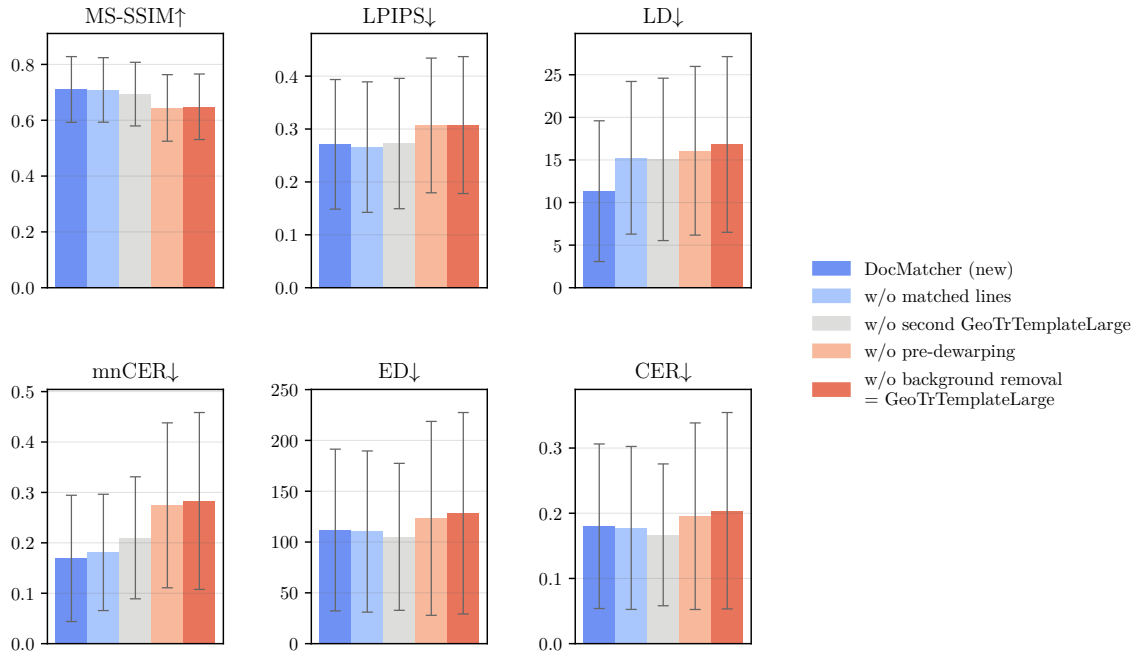 MS-SSIM↑
0.8
0.6
0.4
0.2
0.0
LPIPS↓
0.4
0.3
0.2
0.1
0.0
LD↓
25
20
15
10
5
0
mnCER↓
0.5
0.4
0.3
0.2
0.1
0.0
ED↓
250
200
150
100
50
0
CER↓
0.3
0.2
0.1
0.0
DocMatcher (new)
w/o matched lines
w/o second GeoTrTemplateLarge
w/o pre-dewarping
w/o background removal
= GeoTrTemplateLarge